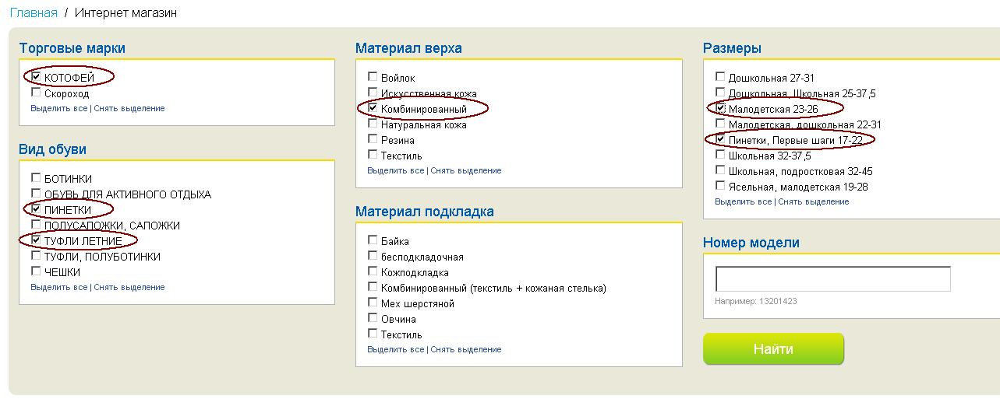 Главная / Интернет магазин
Торговые марки
КОТОФЕЙ
Скороход
Выделить все | Снять выделение
Вид обуви
БОТИНКИ
ОБУВЬ ДЛЯ АКТИВНОГО ОТДЫХА
ПИНЕТКИ
ПОЛУСАПОЖКИ, САПОЖКИ
ТУФЛИ ЛЕТНИЕ
ТУФЛИ, ПОЛУБОТИНКИ
ЧЕШКИ
Выделить все | Снять выделение
Материал верха
Войлок
Искусственная кожа
Комбинированный
Натуральная кожа
Резина
Текстиль
Выделить все | Снять выделение
Материал подкладка
Байка
бесподкладочная
Кожподкладка
Комбинированный (текстиль + кожаная стелька)
Мех шерстяной
Овчина
Текстиль
Выделить все | Снять выделение
Размеры
Дошкольная 27-31
Дошкольная, Школьная 25-37,5
Малодетская 23-26
Малодетская, дошкольная 22-31
Пинетки, Первые шаги 17-22
Школьная 32-37,5
Школьная, подростковая 32-45
Ясельная, малодетская 19-28
Выделить все | Снять выделение
Номер модели
Например: 13201423
Найти